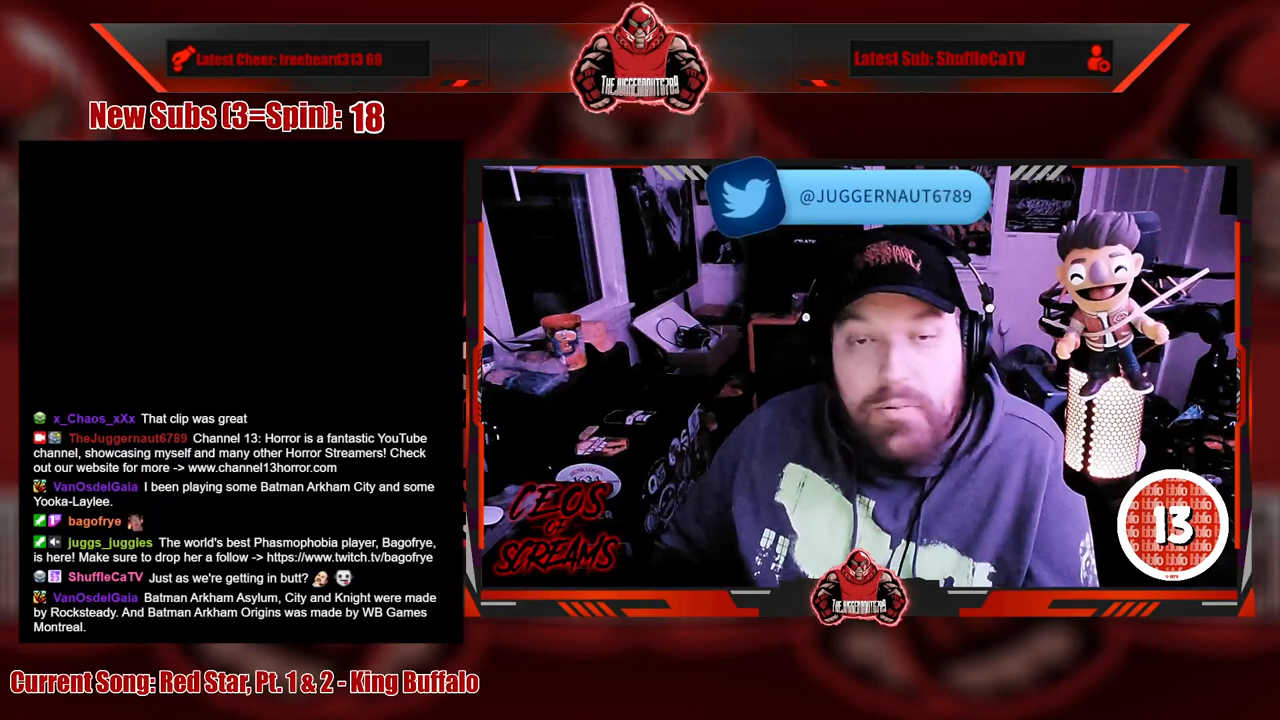 Latest Cheer: treebeard313 69
Latest Sub: ShuffleCaTV
THEJUGGERNAUT6789
New Subs (3=Spin): 18
@JUGGERNAUT6789
x_Chaos_xXx That clip was great
TheJuggernaut6789 Channel 13: Horror is a fantastic YouTube
channel, showcasing myself and many other Horror Streamers! Check
out our website for more -> www.channel13horror.com
VanOsdelGaia I been playing some Batman Arkham City and some
Yooka-Laylee.
bagofrye
juggs_juggies The world's best Phasmophobia player, Bagofrye,
is here! Make sure to drop her a follow -> https://www.twitch.tv/bagofrye
ShuffleCaTV Just as we're getting in butt?
VanOsdelGaia Batman Arkham Asylum, City and Knight were made
by Rocksteady. And Batman Arkham Origins was made by WB Games
Montreal.
CEOS
OF
SCREAMS
13
THEJUGGERNAUT6789
Current Song: Red Star, Pt. 1 & 2 - King Buffalo